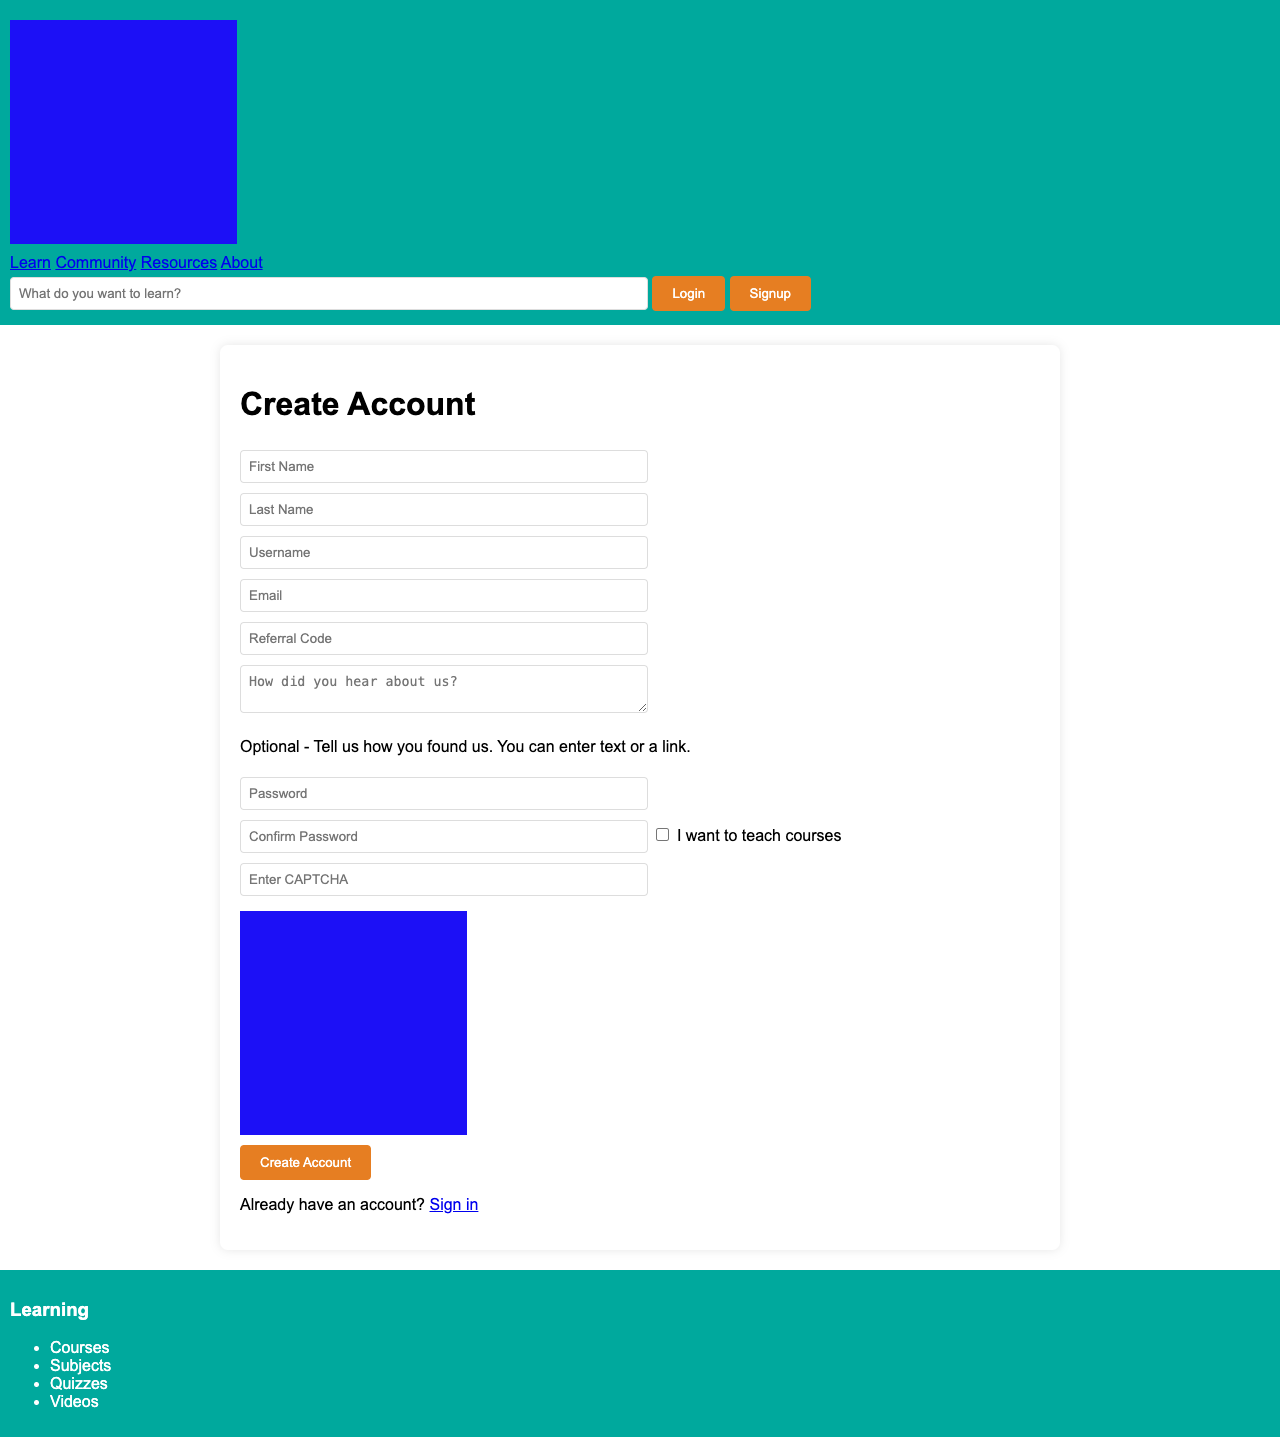 Learn Community Resources About
What do you want to learn? Login Signup
Create Account
First Name
Last Name
Username
Email
Referral Code
How did you hear about us?
Optional - Tell us how you found us. You can enter text or a link.
Password
Confirm Password I want to teach courses
Enter CAPTCHA
Create Account
Already have an account? Sign in
Learning
Courses
Subjects
Quizzes
Videos